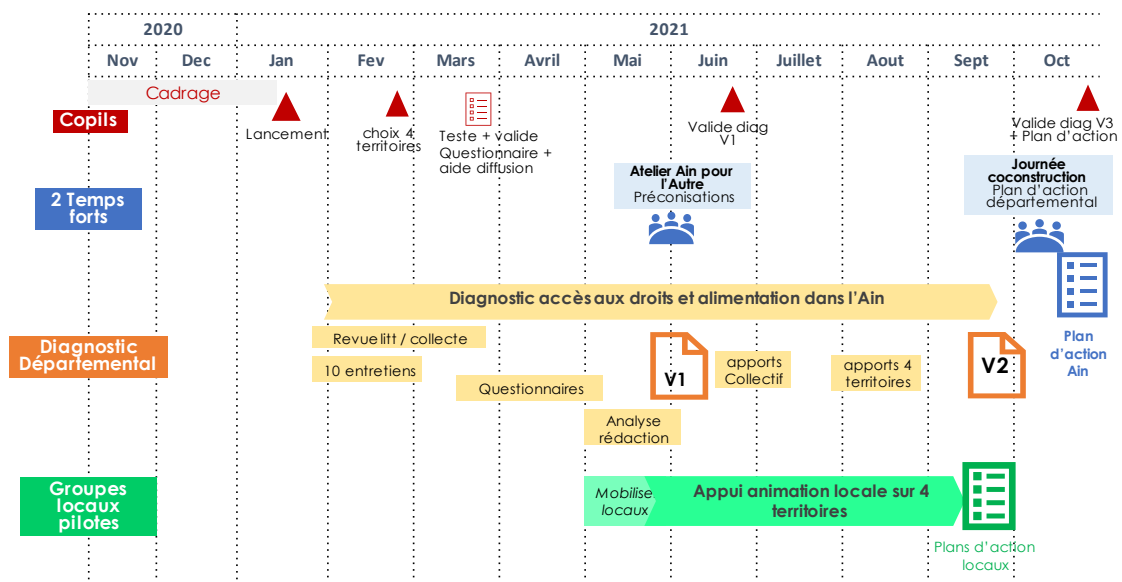 2020
2021
Nov
Dec
Jan
Fev
Mars
Avril
Mai
Juin
Juillet
Aout
Sept
Oct
Cadrage
Copils
Lancement
choix 4
territoires
Teste + valide
Questionnaire +
aide diffusion
Valide diag
V1
Valide diag V3
+ Plan d'action
2 Temps
forts
Atelier Ain pour
l'Autre
Préconisations
Journée
coconstruction
Plan d'action
départemental
Diagnostic accès aux droits et alimentation dans l'Ain
Diagnostic
Départemental
Revue litt / collecte
10 entretiens
Questionnaires
Analyse
rédaction
V1
apports
Collectif
apports 4
territoires
V2
Plan
d'action
Ain
Groupes
locaux
pilotes
Mobilise
locaux
Appui animation locale sur 4
territoires
Plans d'action
locaux